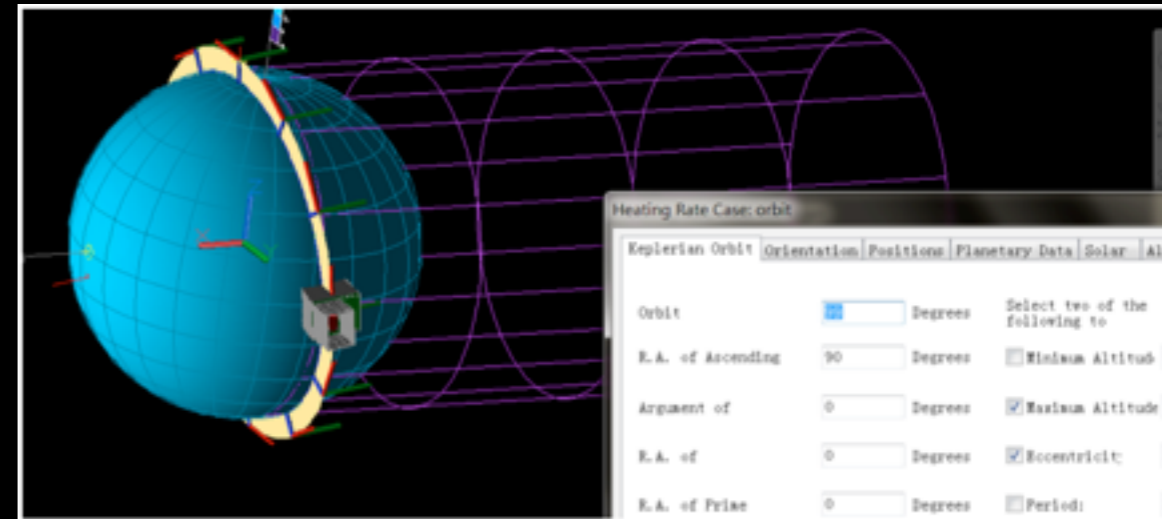 Heating Rate Case: orbit
Keplerian Orbit Orientation Positions Planetary Data Solar Al
Orbit Degrees Select two of the
following to
R.A. of Ascending 90 Degrees Minimum Altitud
Argument of 0 Degrees Maximum Altitude
R.A. of 0 Degrees Eccentricit
R.A. of Prime 0 Degrees Period: